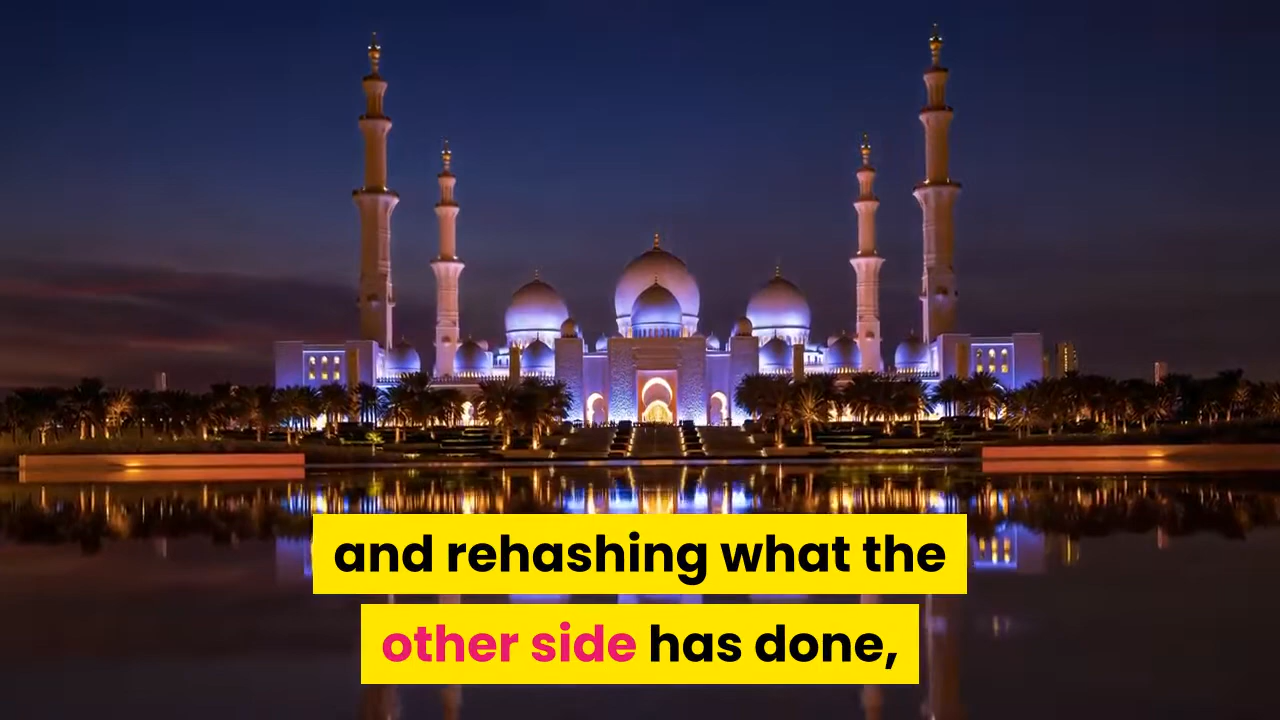 and rehashing what the
other side has done,